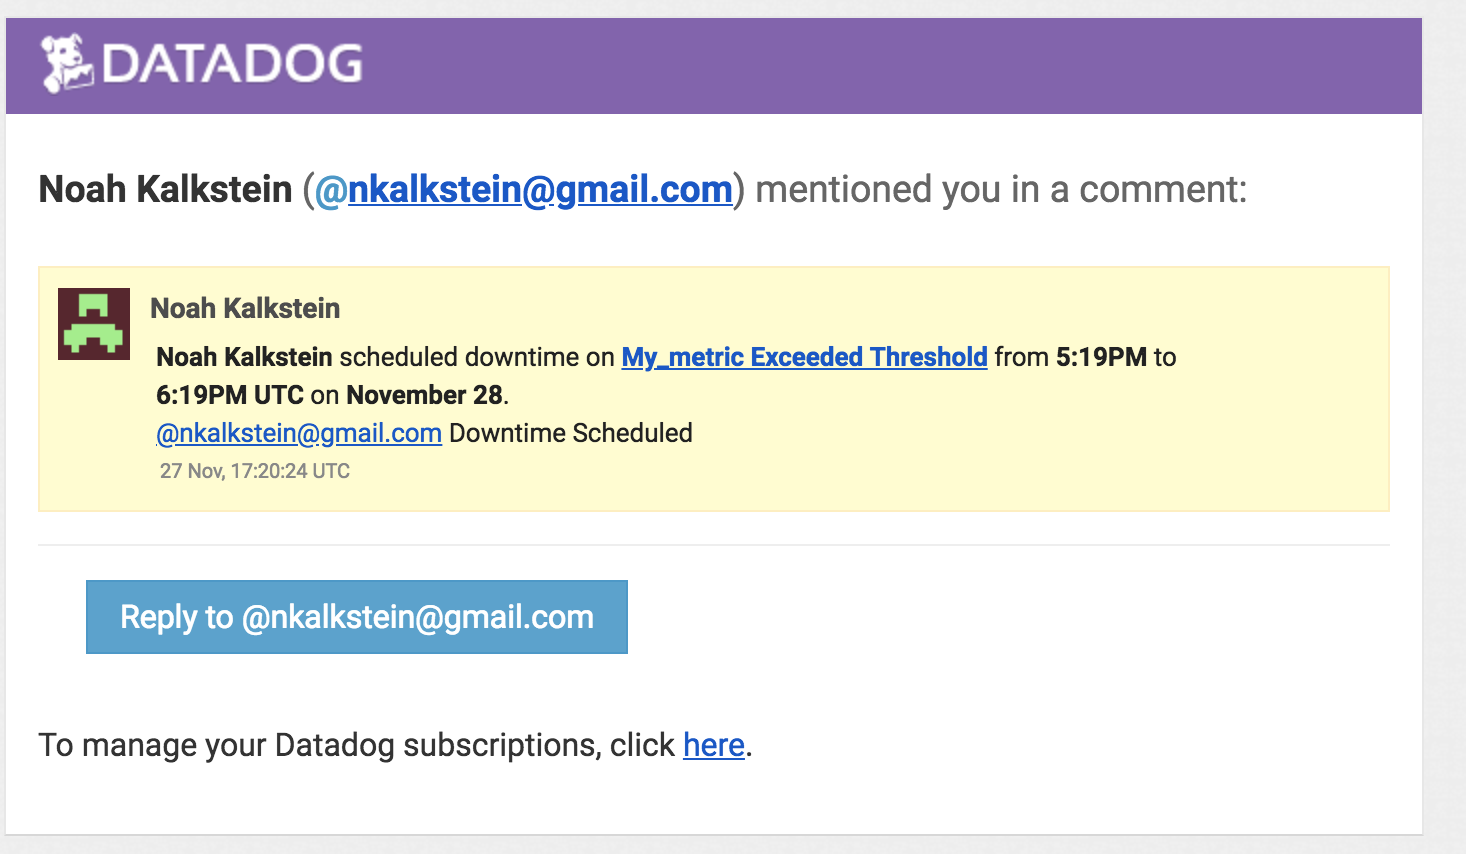 DATADOG
Noah Kalkstein (@nkalkstein@gmail.com) mentioned you in a comment:
Noah Kalkstein
Noah Kalkstein scheduled downtime on My_metric Exceeded Threshold from 5:19PM to
6:19PM UTC on November 28.
@nkalkstein@gmail.com Downtime Scheduled
27 Nov, 17:20:24 UTC
Reply to @nkalkstein@gmail.com
To manage your Datadog subscriptions, click here.